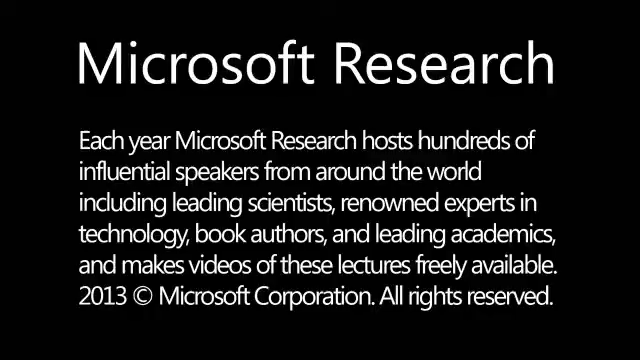 Microsoft Research
Each year Microsoft Research hosts hundreds of
influential speakers from around the world
including leading scientists, renowned experts in
technology, book authors, and leading academics,
and makes videos of these lectures freely available.
2013 © Microsoft Corporation. All rights reserved.